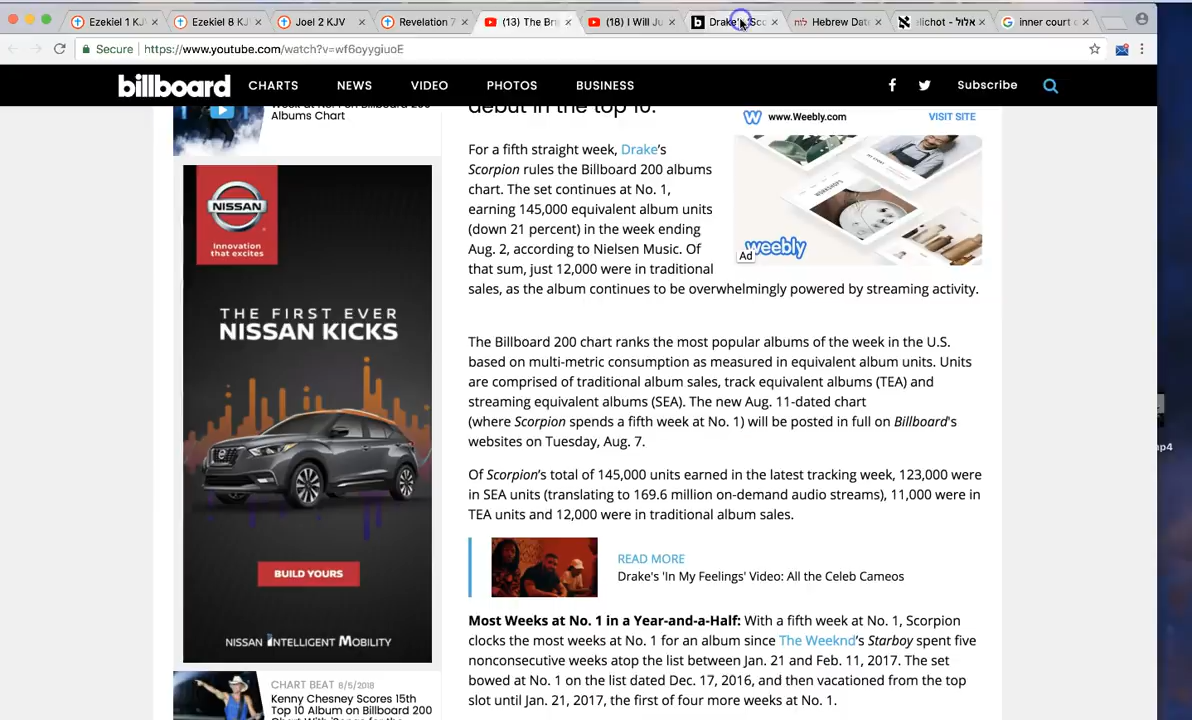 Ezekiel 1 KJ
Ezekiel 8 KJ
Joel 2 KJV
Revelation 7
(13) The Bri
(18) I Will Ju
Drake's 'Sco
Hebrew Dat
אלול - elichot
inner court o
Secure
https://www.youtube.com/watch?v=wf6oyygiuoE
billboard
CHARTS
NEWS
VIDEO
PHOTOS
BUSINESS
Subscribe
Albums Chart
debut in the top 10.
www.Weebly.com
VISIT SITE
weebly
Ad
NISSAN
Innovation
that excites
THE FIRST EVER
NISSAN KICKS
BUILD YOURS
NISSAN INTELLIGENT MOBILITY
For a fifth straight week, Drake's
Scorpion rules the Billboard 200 albums
chart. The set continues at No. 1,
earning 145,000 equivalent album units
(down 21 percent) in the week ending
Aug. 2, according to Nielsen Music. Of
that sum, just 12,000 were in traditional
sales, as the album continues to be overwhelmingly powered by streaming activity.
The Billboard 200 chart ranks the most popular albums of the week in the U.S.
based on multi-metric consumption as measured in equivalent album units. Units
are comprised of traditional album sales, track equivalent albums (TEA) and
streaming equivalent albums (SEA). The new Aug. 11-dated chart
(where Scorpion spends a fifth week at No. 1) will be posted in full on Billboard's
websites on Tuesday, Aug. 7.
Of Scorpion's total of 145,000 units earned in the latest tracking week, 123,000 were
in SEA units (translating to 169.6 million on-demand audio streams), 11,000 were in
TEA units and 12,000 were in traditional album sales.
READ MORE
Drake's 'In My Feelings' Video: All the Celeb Cameos
Most Weeks at No. 1 in a Year-and-a-Half: With a fifth week at No. 1, Scorpion
clocks the most weeks at No. 1 for an album since The Weeknd's Starboy spent five
nonconsecutive weeks atop the list between Jan. 21 and Feb. 11, 2017. The set
bowed at No. 1 on the list dated Dec. 17, 2016, and then vacationed from the top
slot until Jan. 21, 2017, the first of four more weeks at No. 1.
CHART BEAT 8/5/2018
Kenny Chesney Scores 15th
Top 10 Album on Billboard 200
mp4